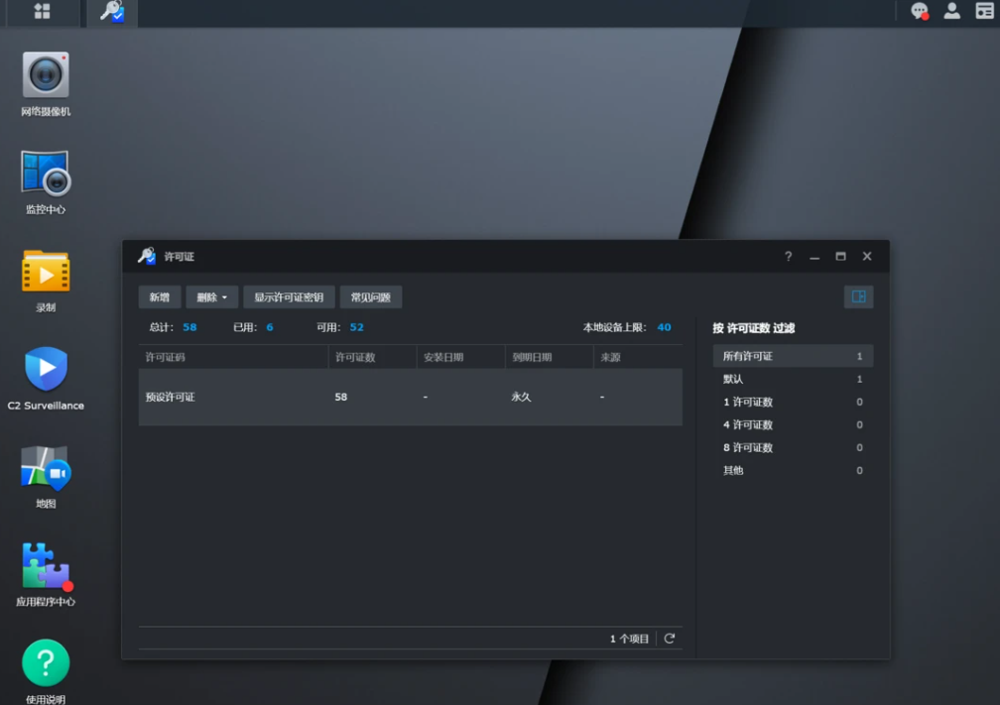 网络摄像机
监控中心
录制
C2 Surveillance
地图
应用程序中心
使用说明
许可证
新增 删除 显示许可证密钥 常见问题
总计: 58 已用: 6 可用: 52 本地设备上限: 40
许可证码 许可证数 安装日期 到期日期 来源
预设许可证 58 - 永久 -
1 个项目
按 许可证数 过滤
所有许可证 1
默认 1
1 许可证数 0
4 许可证数 0
8 许可证数 0
其他 0